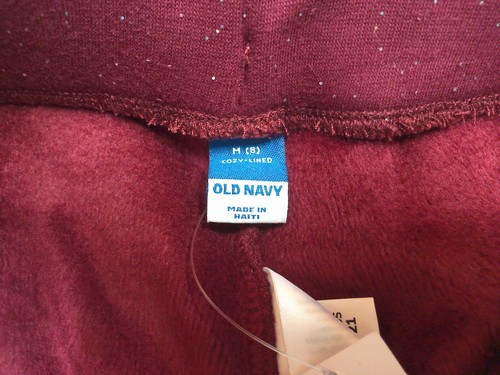 M (8)
COZY-LINED
OLD NAVY
MADE IN
HAITI